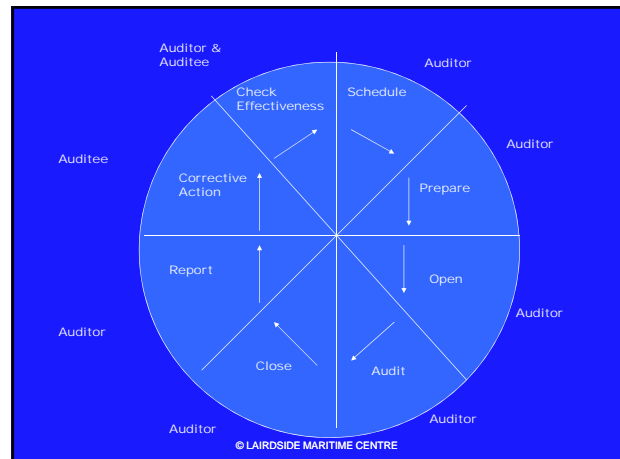 Auditor &
Auditee
Auditor
Check
Effectiveness
Schedule
Auditor
Auditee
Corrective
Action
Prepare
Report
Open
Auditor
Auditor
Close
Audit
Auditor
Auditor
© LAIRDSIDE MARITIME CENTRE